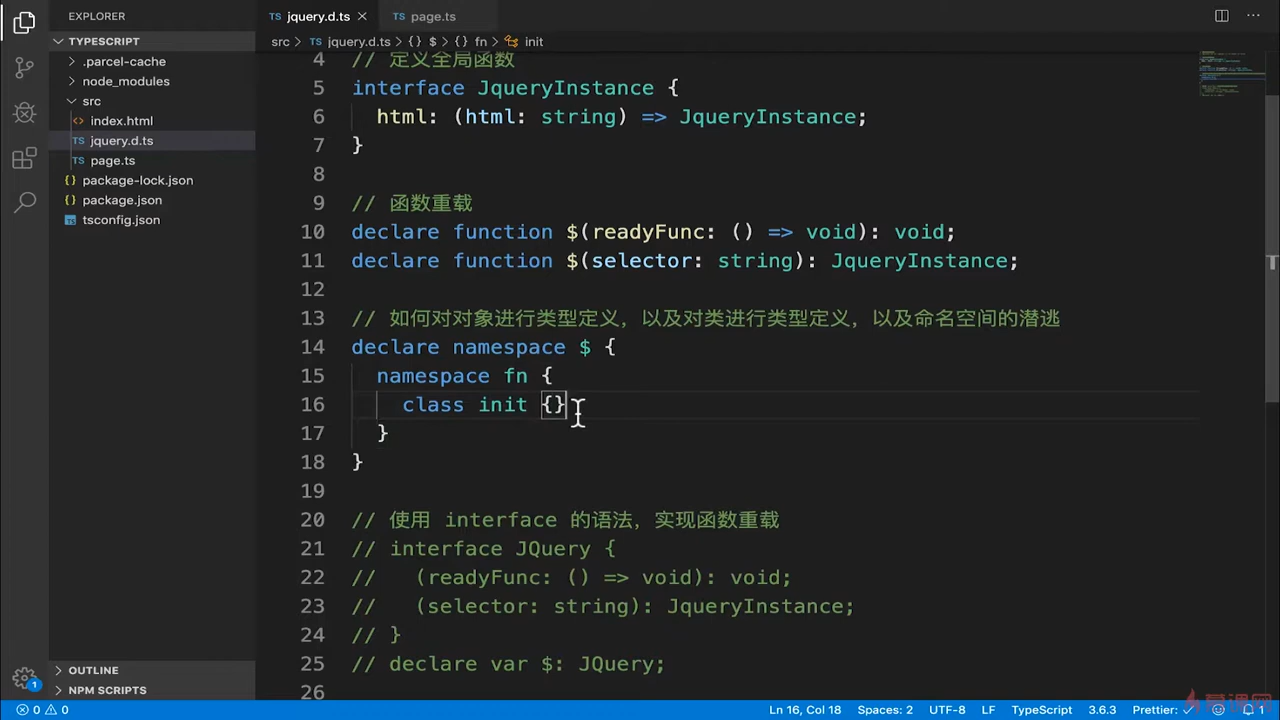 EXPLORER
jquery.d.ts
page.ts
TYPESCRIPT
src > TS jquery.d.ts > {} $ > {} fn > init
.parcel-cache
node_modules
src
<> index.html
TS jquery.d.ts
TS page.ts
{} package-lock.json
{} package.json
tsconfig.json
4 // 定义全局函数
5 interface JqueryInstance {
6 html: (html: string) => JqueryInstance;
7 }
8
9 // 函数重载
10 declare function $(readyFunc: () => void): void;
11 declare function $(selector: string): JqueryInstance;
12
13 // 如何对对象进行类型定义，以及对类进行类型定义，以及命名空间的潜逃
14 declare namespace $ {
15 namespace fn {
16 class init {}
17 }
18 }
19
20 // 使用 interface 的语法，实现函数重载
21 // interface JQuery {
22 // (readyFunc: () => void): void;
23 // (selector: string): JqueryInstance;
24 // }
25 // declare var $: JQuery;
26
OUTLINE
NPM SCRIPTS
1
0 0 Ln 16, Col 18 Spaces: 2 UTF-8 LF TypeScript 3.6.3 Prettier: ✓ 1
慕课网